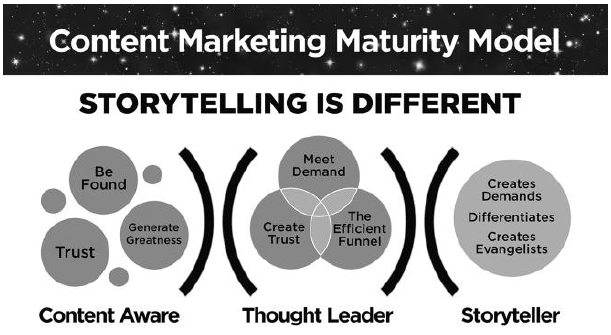 Content Marketing Maturity Model
STORYTELLING IS DIFFERENT
Be
Found
Generate
Greatness
Trust
Content Aware
Meet
Demand
Create
Trust
The
Efficient
Funnel
Thought Leader
Creates
Demands
Differentiates
Creates
Evangelists
Storyteller